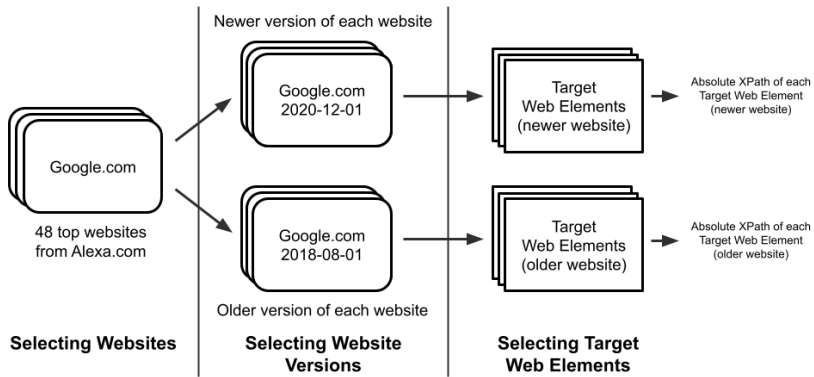 Newer version of each website
Google.com
2020-12-01
Target
Web Elements
(newer website)
Absolute XPath of each
Target Web Element
(newer website)
Google.com
48 top websites
from Alexa.com
Google.com
2018-08-01
Target
Web Elements
(older website)
Absolute XPath of each
Target Web Element
(older website)
Older version of each website
Selecting Websites
Selecting Website
Versions
Selecting Target
Web Elements